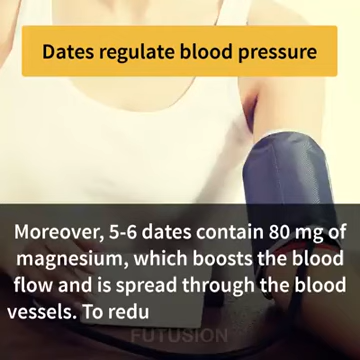 Dates regulate blood pressure
Moreover, 5-6 dates contain 80 mg of
magnesium, which boosts the blood
flow and is spread through the blood
vessels. To redu
FUTUSION